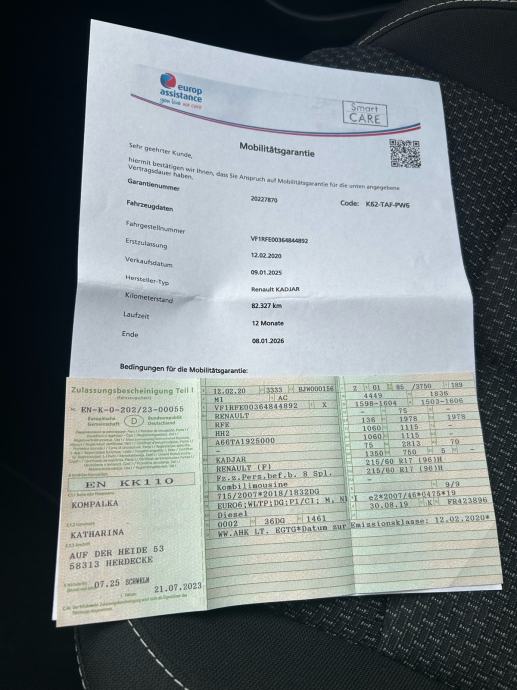 europ
assistance
you live we care
Smart
CARE
Mobilitätsgarantie
Sehr geehrter Kunde,
hiermit bestätigen wir Ihnen, dass Sie Anspruch auf Mobilitätsgarantie für die unten angegebene
Vertragsdauer haben.
Garantienummer 20227870 Code: K62-TAF-PW6
Fahrzeugdaten
Fahrgestellnummer VF1RFE00364844892
Erstzulassung 12.02.2020
Verkaufsdatum 09.01.2025
Hersteller-Typ Renault KADJAR
Kilometerstand 82.327 km
Laufzeit 12 Monate
Ende 08.01.2026
Bedingungen für die Mobilitätsgarantie:
Zulassungsbescheinigung Teil I
EN-K-0-202/23-00055
Europäische Gemeinschaft D Bundesrepublik Deutschland
EN KK110
KOMPALKA
KATHARINA
AUF DER HEIDE 53
58313 HERDECKE
07.25 SCHWELM
21.07.2023
12.02.20 3333 BJW000156
M1 AC
VF1RFE00364844892 X
RENAULT
RFE
HH2
A6TA1925000
-
KADJAR
RENAULT (F)
Fz.z.Pers.bef.b. 8 Spl.
Kombilimousine
715/2007*2018/1832DG
EURO6;WLTP;DG;PI/CI; M, N1 I
Diesel
0002 36DG 1461
WW.AHK LT. EGTG*Datum zur Emissionsklasse: 12.02.2020*
2 01 85 /3750 189
4449 1836
1598-1604 1503-1606
- 75 -
136 1978 1978
1060 1115 -
1060 1115 -
75 2813 70
1350 750 5 -
215/60 R17 (96)H
215/60 R17 (96)H
9/9
e2*2007/46*0475*19
30.08.19 K FR423896